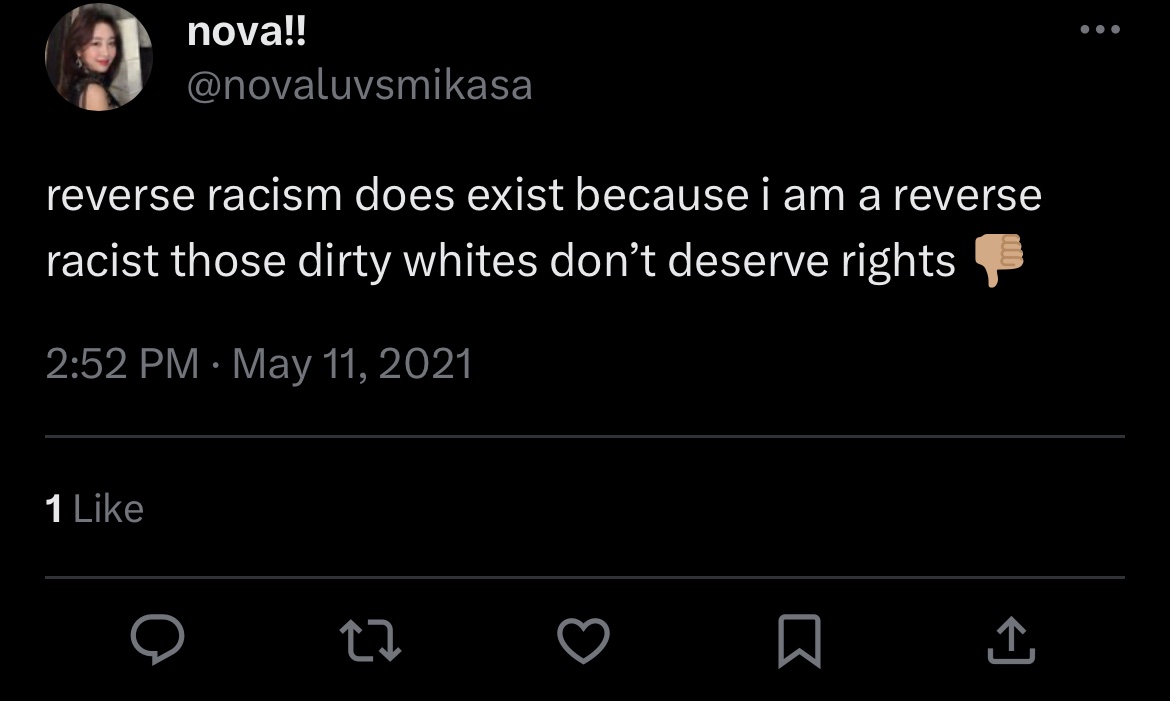 nova!!
@novaluvsmikasa
reverse racism does exist because i am a reverse
racist those dirty whites don’t deserve rights 👎🏼
2:52 PM · May 11, 2021
1 Like